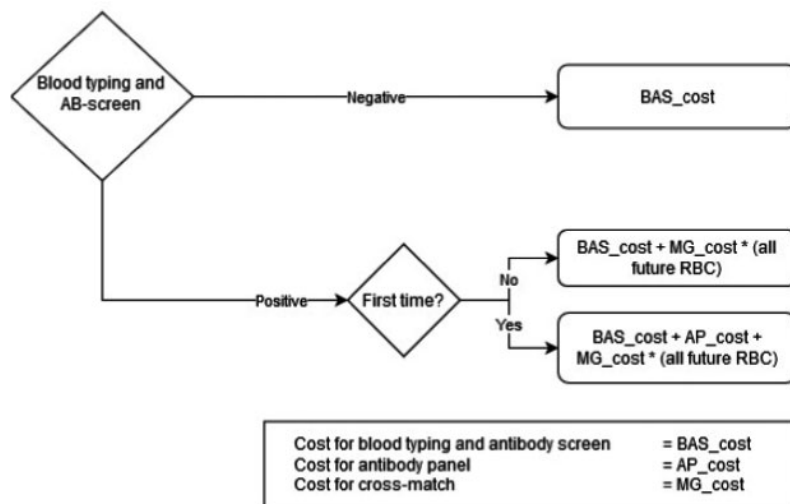 Blood typing and
AB-screen
Negative
BAS_cost
Positive
First time?
No
Yes
BAS_cost + MG_cost * (all
future RBC)
BAS_cost + AP_cost +
MG_cost * (all future RBC)
Cost for blood typing and antibody screen = BAS_cost
Cost for antibody panel = AP_cost
Cost for cross-match = MG_cost